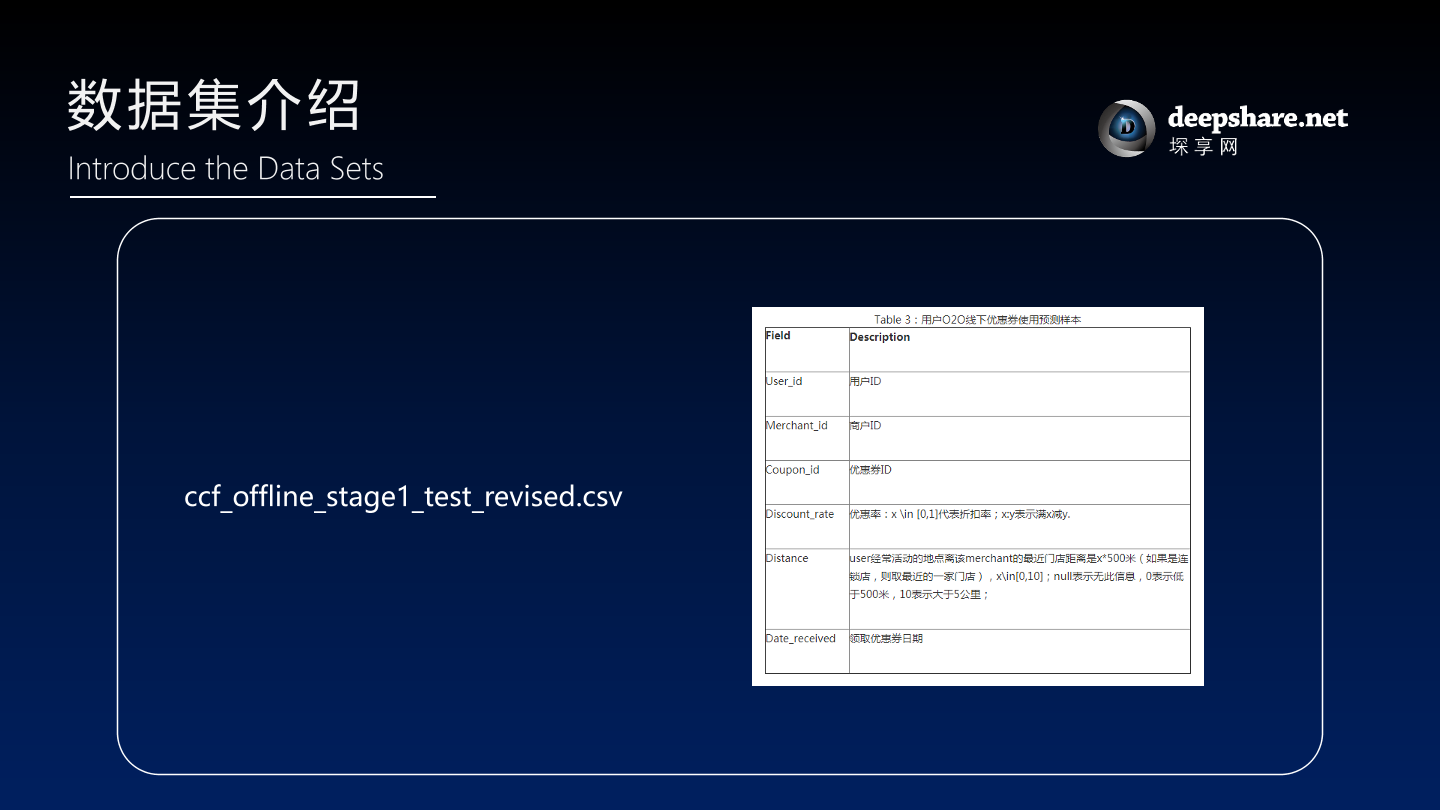 数据集介绍
Introduce the Data Sets
deepshare.net
深享网
ccf_offline_stage1_test_revised.csv
Table 3：用户O2O线下优惠券使用预测样本
Field Description
User_id 用户ID
Merchant_id 商户ID
Coupon_id 优惠券ID
Discount_rate 优惠率：x \in [0,1]代表折扣率；x:y表示满x减y.
Distance user经常活动的地点离该merchant的最近门店距离是x*500米（如果是连
锁店，则取最近的一家门店），x\in[0,10]；null表示无此信息，0表示低
于500米，10表示大于5公里；
Date_received 领取优惠券日期